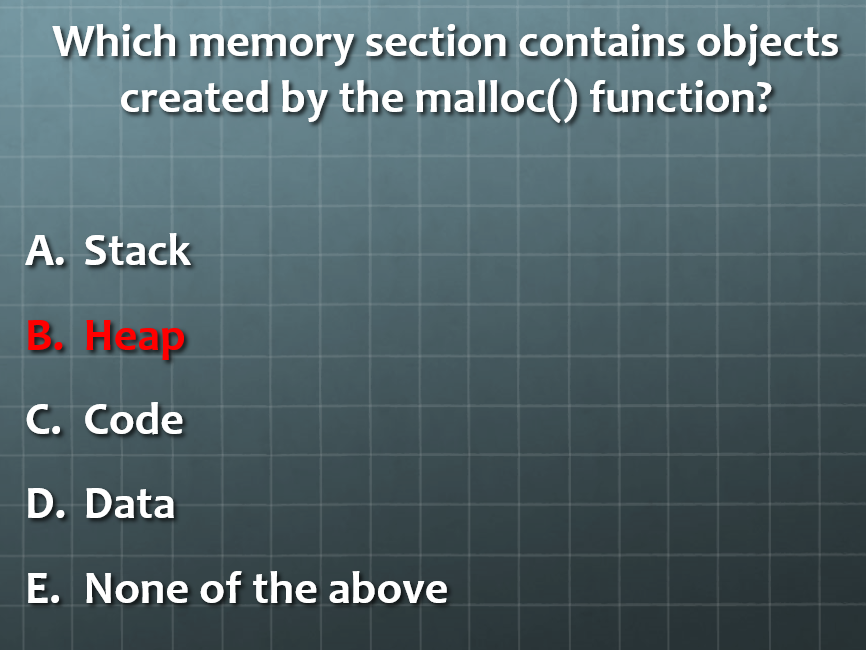 Which memory section contains objects
created by the malloc() function?
A. Stack
B. Heap
C. Code
D. Data
E. None of the above